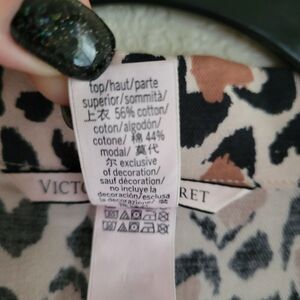 top/haut/parte
superior/sommità/
上衣 56% cotton/
coton/algodón/
cotone/ 棉 44%
modal/ 莫代
尔 exclusive
of decoration/
sauf décoration/
no incluye la
decoración/esclusa
la decorazione/
VICTO
RET